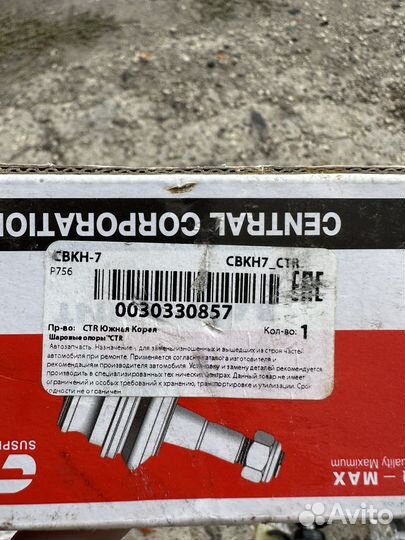 CENTRAL CORPORATION
CBKH-7
CBKH7_CTR
P756
EAC
0030330857
Пр-во: CTR Южная Корея
Кол-во: 1
Шаровые опоры "CTR
Автозапчасть. Назначение: для замены изношенных и вышедших из строя частей
автомобиля при ремонте. Применяется согласно каталога изготовителя и
рекомендациям производителя автомобиля. Установку и замену деталей рекомендуется
производить в специализированных технических центрах. Данный товар не имеет
ограничений и особых требований к хранению, транспортировке и утилизации. Срок
годности не ограничен
SUSPE
R – MAX
uality Maximum
Avito